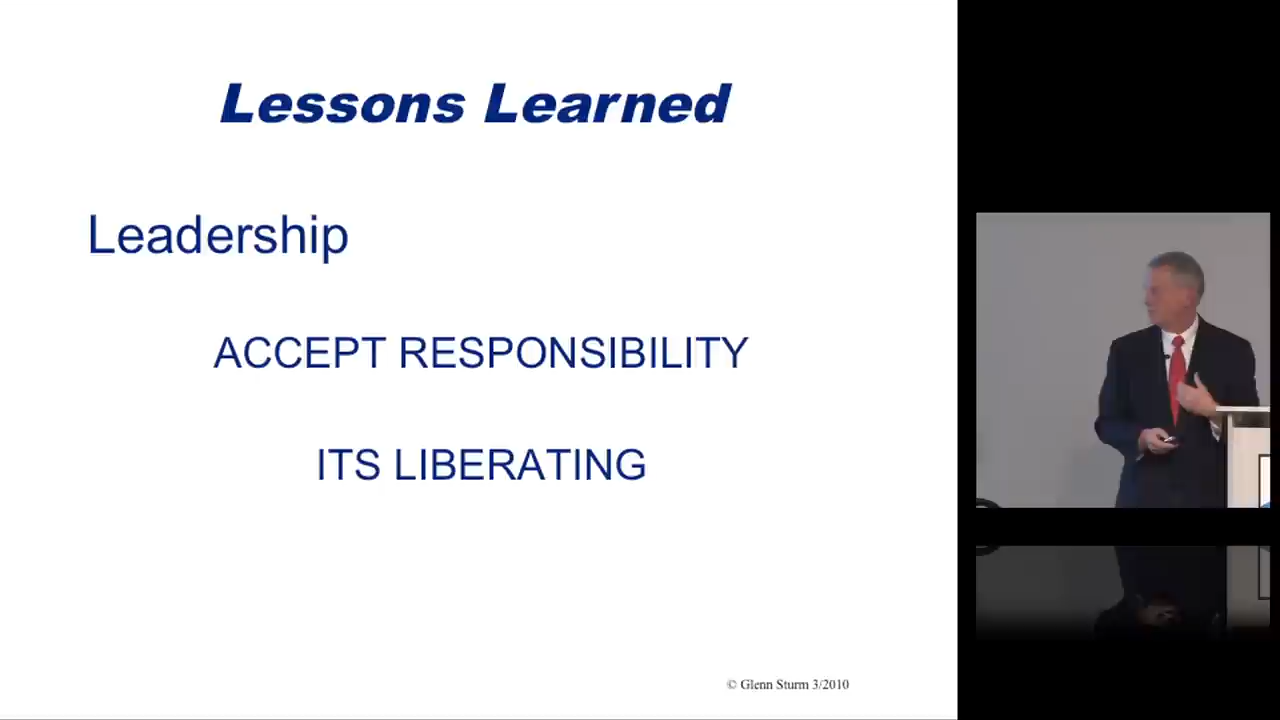 Lessons Learned
Leadership
ACCEPT RESPONSIBILITY
ITS LIBERATING
© Glenn Sturm 3/2010